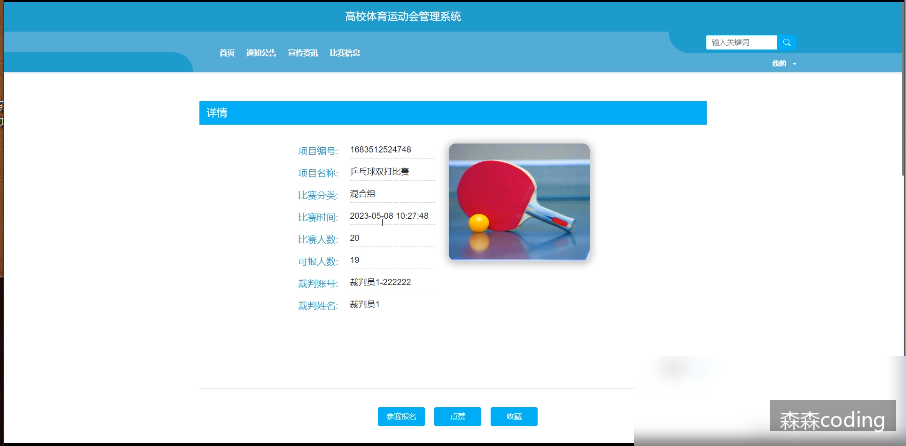 高校体育运动会管理系统
输入关键词
首页 通知公告 宣传资讯 比赛信息
我的
详情
项目编号: 1683512524748
项目名称: 乒乓球双打比赛
比赛分类: 混合组
比赛时间: 2023-05-08 10:27:48
比赛人数: 20
可报人数: 19
裁判账号: 裁判员1-222222
裁判姓名: 裁判员1
参赛报名 点赞 收藏
森森coding